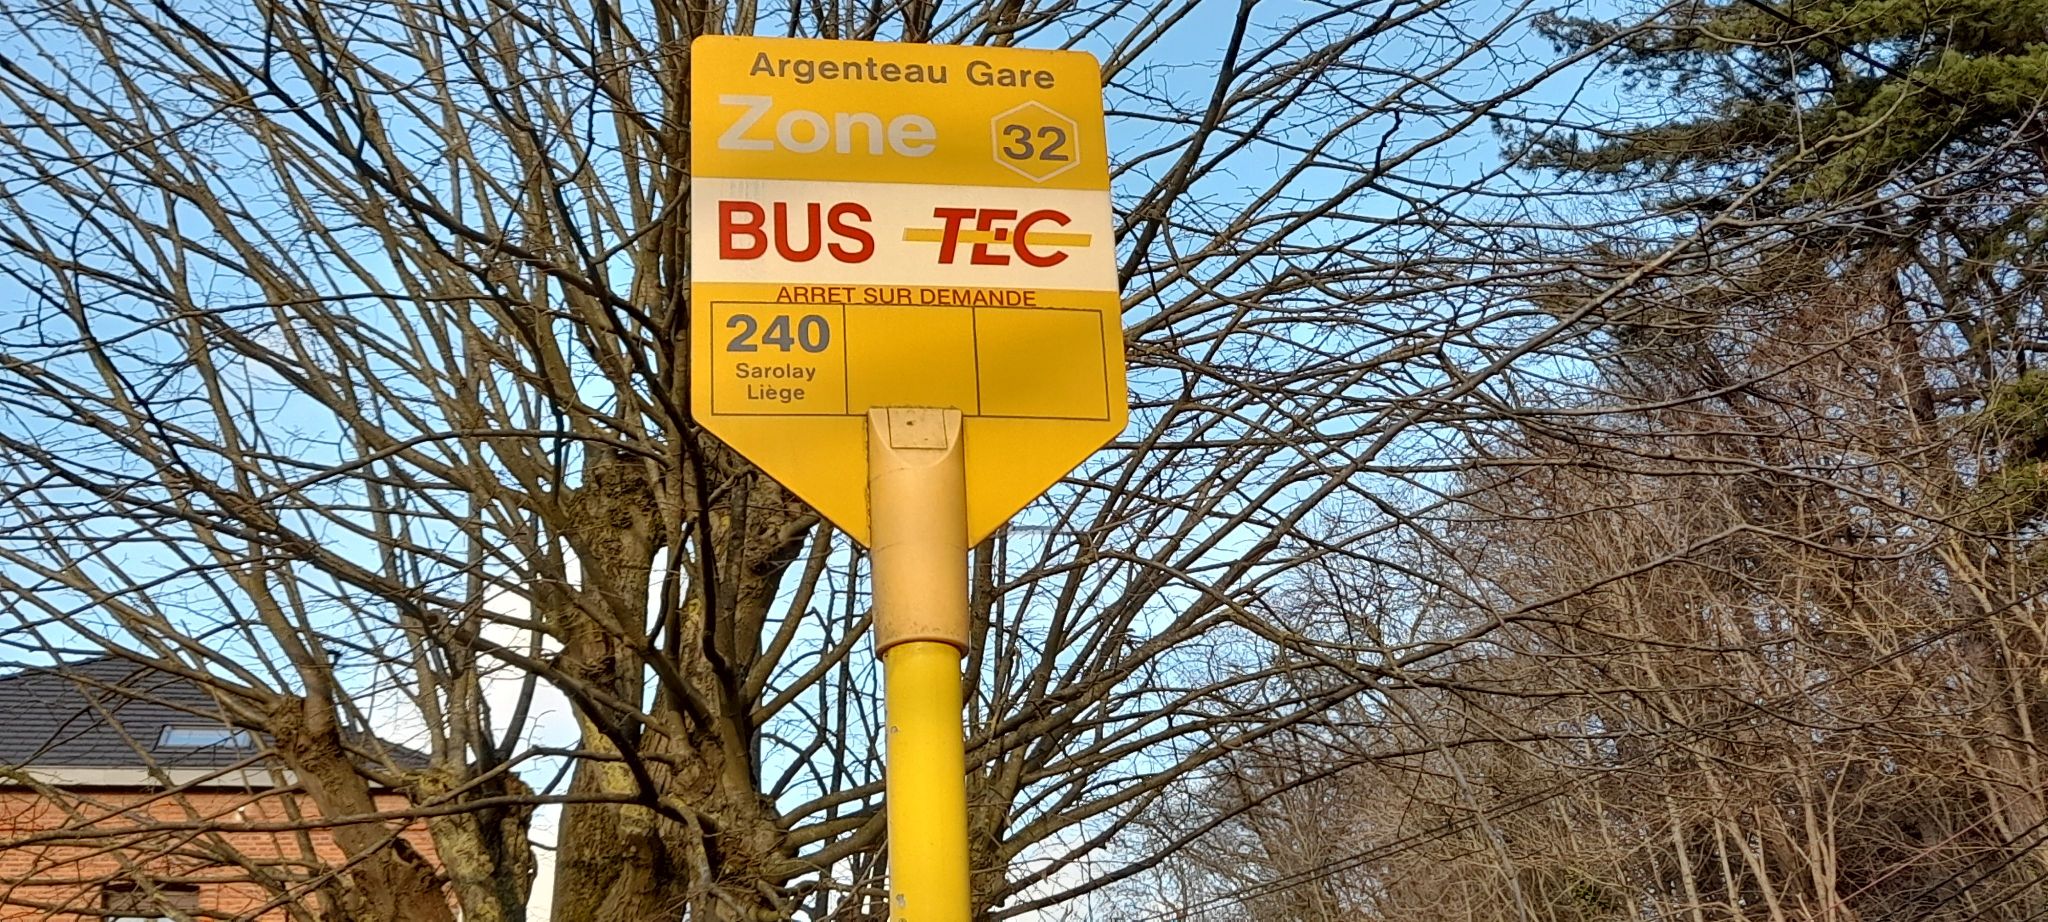 Argenteau Gare
Zone 32
BUS TEC
ARRET SUR DEMANDE
240
Sarolay
Liège